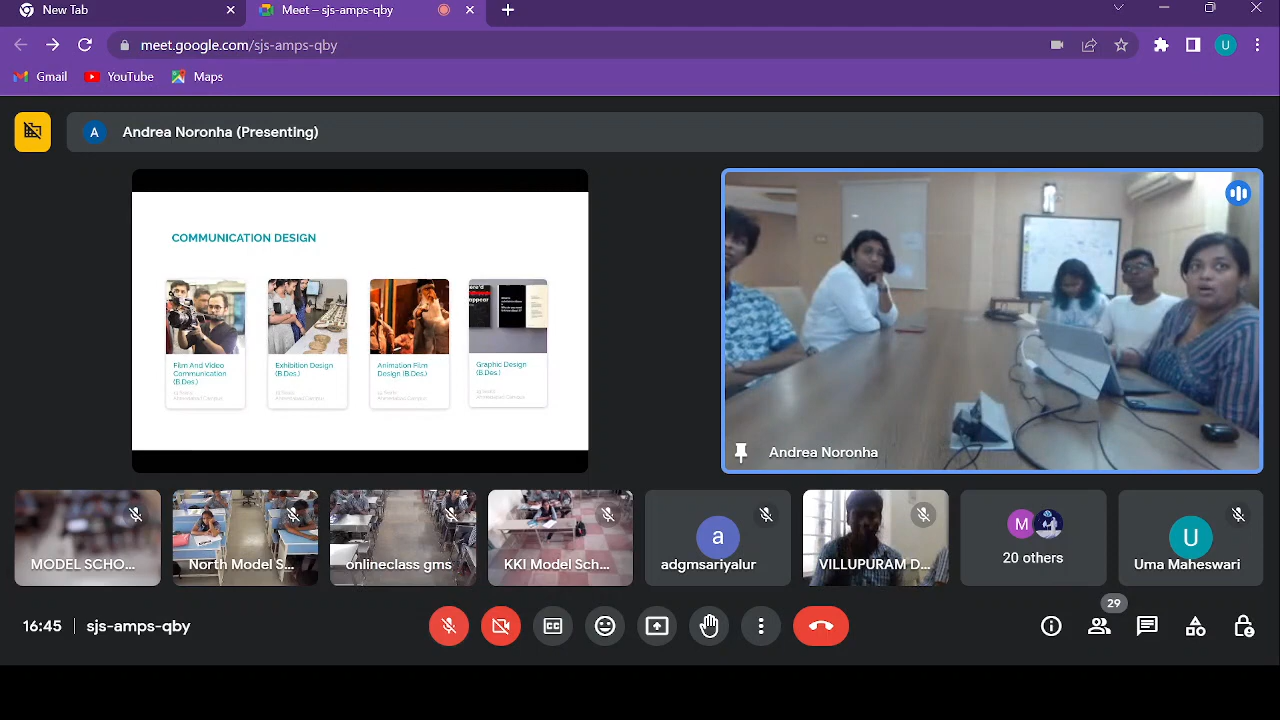 New Tab
Meet – sjs-amps-qby
meet.google.com/sjs-amps-qby
U
Gmail
YouTube
Maps
A
Andrea Noronha (Presenting)
COMMUNICATION DESIGN
Film And Video
Communication
(B.Des.)
Exhibition Design
(B.Des.)
Animation Film
Design (B.Des.)
Graphic Design
(B.Des.)
Andrea Noronha
MODEL SCHO...
North Model S...
onlineclass gms
KKI Model Sch...
a
adgmsariyalur
VILLUPURAM D...
M
20 others
U
Uma Maheswari
16:45
sjs-amps-qby
CC
29